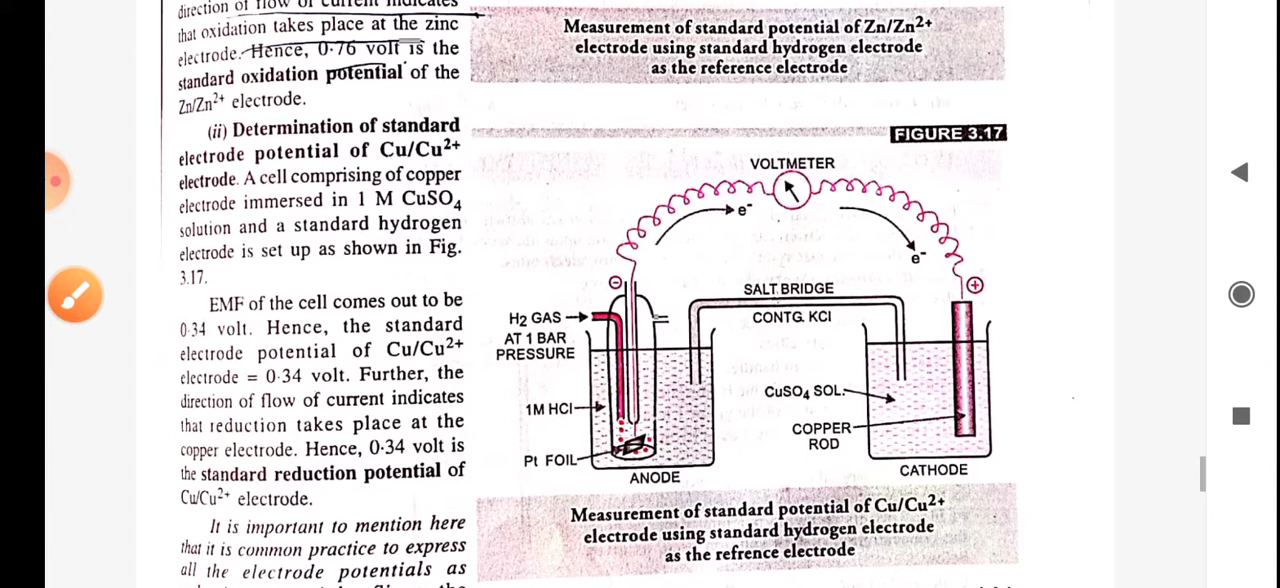 direction of flow of current indicates
that oxidation takes place at the zinc
electrode. Hence, 0·76 volt is the
standard oxidation potential of the
Zn/Zn²⁺ electrode.
(ii) Determination of standard
electrode potential of Cu/Cu²⁺
electrode. A cell comprising of copper
electrode immersed in 1 M CuSO₄
solution and a standard hydrogen
electrode is set up as shown in Fig.
3.17.
EMF of the cell comes out to be
0·34 volt. Hence, the standard
electrode potential of Cu/Cu²⁺
electrode = 0·34 volt. Further, the
direction of flow of current indicates
that reduction takes place at the
copper electrode. Hence, 0·34 volt is
the standard reduction potential of
Cu/Cu²⁺ electrode.
It is important to mention here
that it is common practice to express
all the electrode potentials as
Measurement of standard potential of Zn/Zn²⁺
electrode using standard hydrogen electrode
as the reference electrode
FIGURE 3.17
VOLTMETER
e⁻
e⁻
⊖
⊕
SALT BRIDGE
CONTG. KCl
H2 GAS
AT 1 BAR
PRESSURE
1M HCl
Pt FOIL
ANODE
CuSO₄ SOL.
COPPER
ROD
CATHODE
Measurement of standard potential of Cu/Cu²⁺
electrode using standard hydrogen electrode
as the refrence electrode